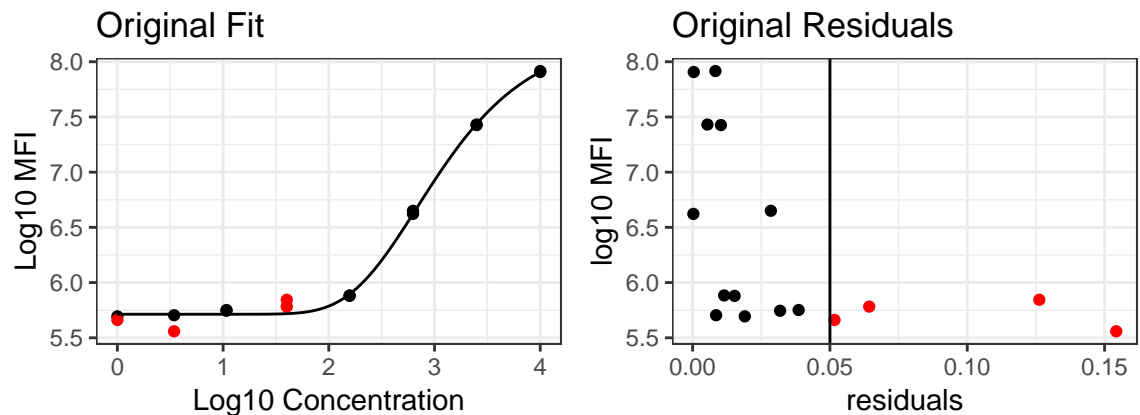 Original Fit
Log10 MFI
8.0
7.5
7.0
6.5
6.0
5.5
0 1 2 3 4
Log10 Concentration
Original Residuals
log10 MFI
8.0
7.5
7.0
6.5
6.0
5.5
0.00 0.05 0.10 0.15
residuals